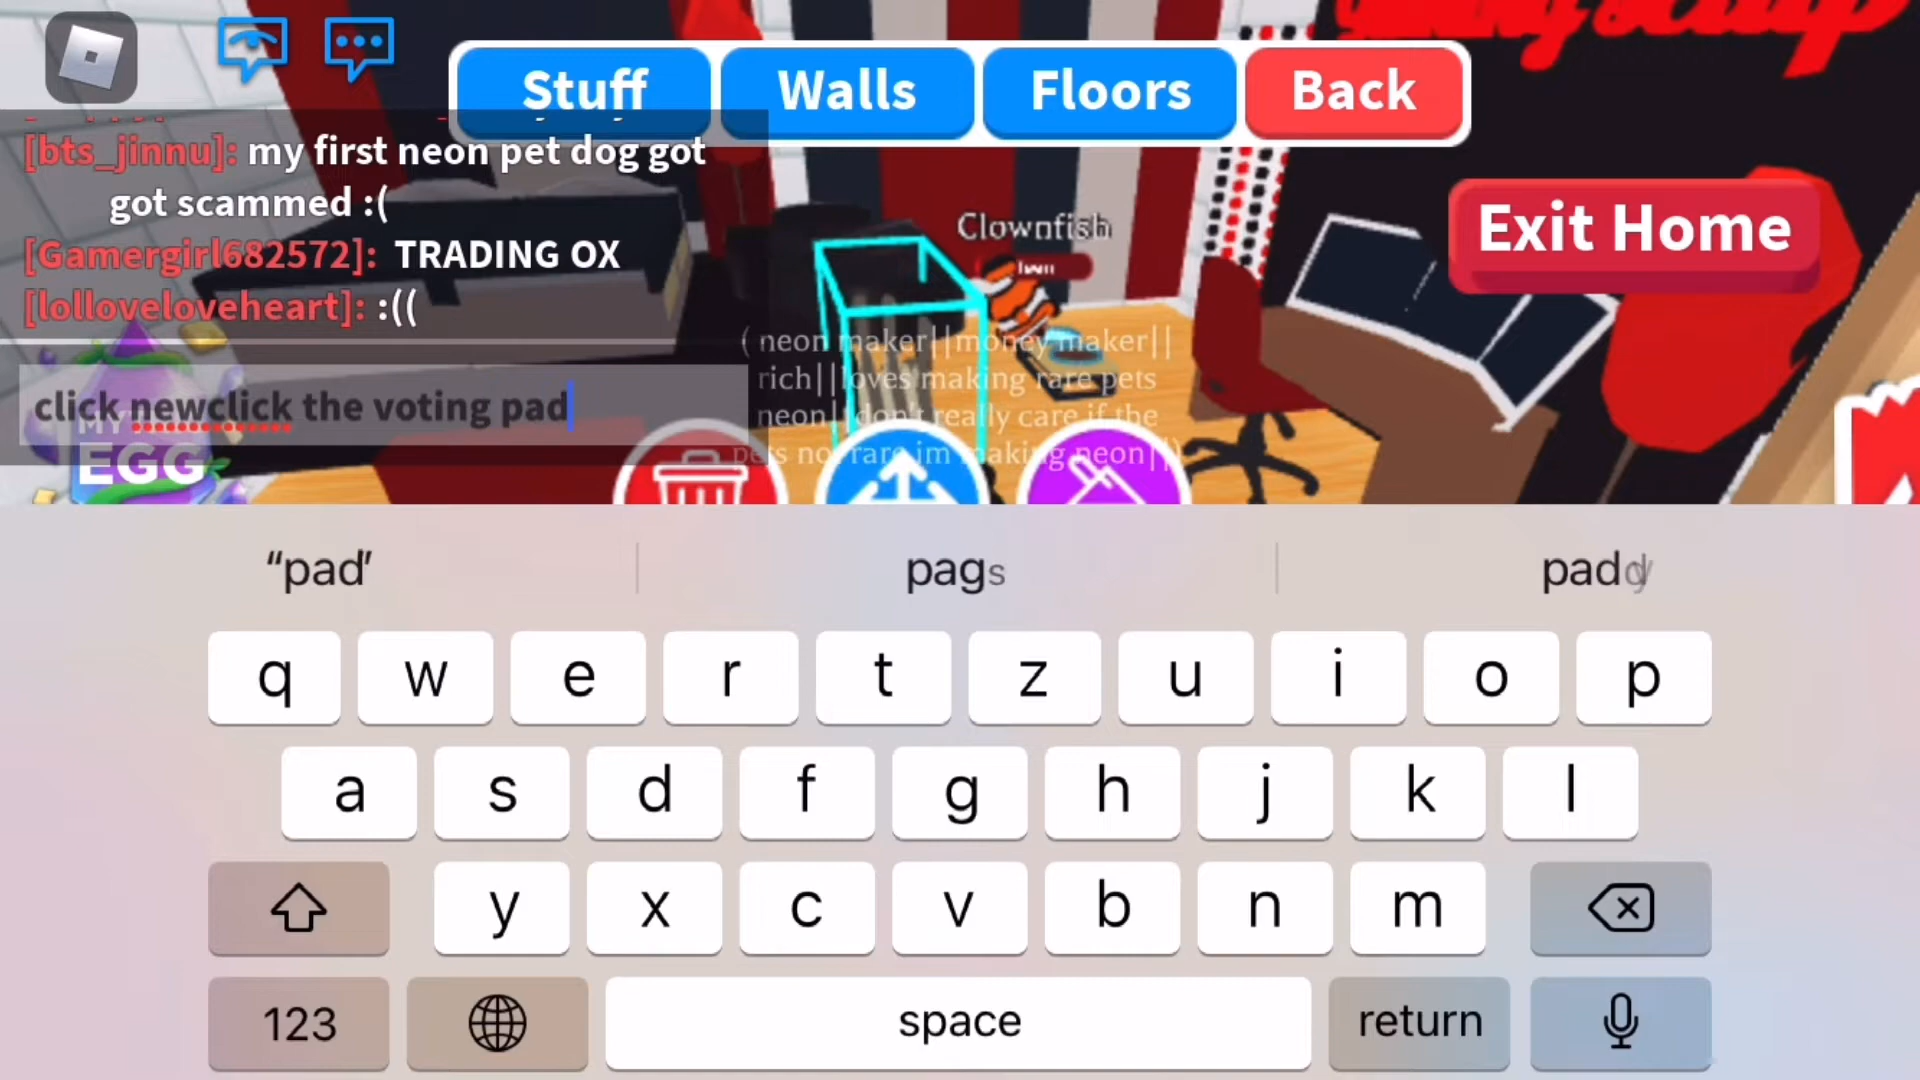 Stuff
Walls
Floors
Back
[bts_jinnu]: my first neon pet dog got
got scammed :(
[Gamergirl682572]: TRADING OX
[lolloveloveheart]: :((
Exit Home
Clownfish
( neon maker||money maker||
rich||loves making rare pets
neon||don't really care if the
pets not rare im making neon||)
click newclick the voting pad
MY
EGG
"pad"
pags
q w e r t z u i o p
a s d f g h j k l
y x c v b n m
123
space
return